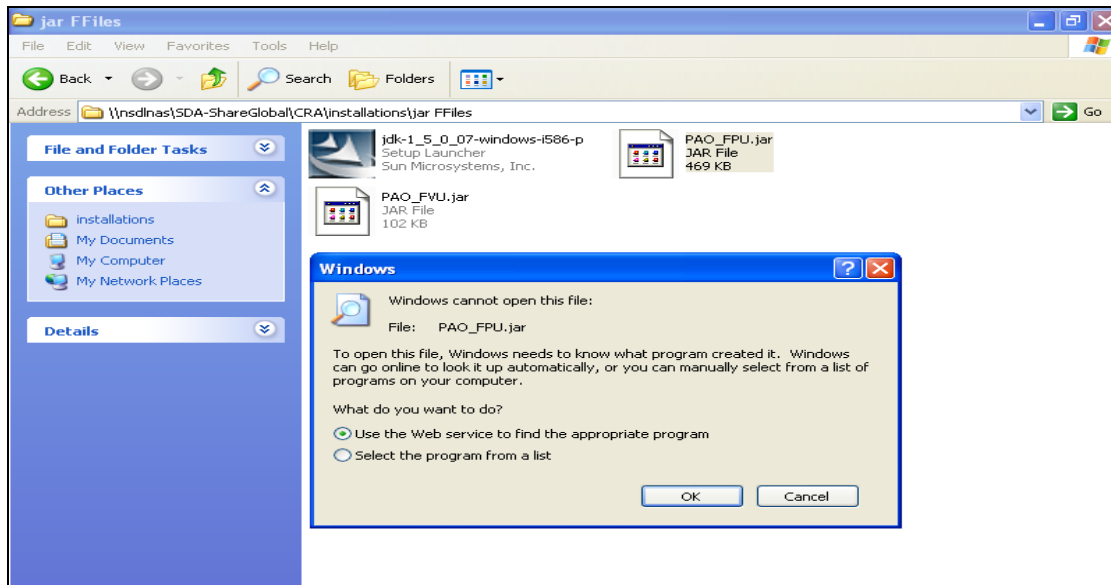 jar FFiles
File Edit View Favorites Tools Help
Back Search Folders
Address \\nsdlnas\SDA-ShareGlobal\CRA\installations\jar FFiles Go
File and Folder Tasks
Other Places
installations
My Documents
My Computer
My Network Places
Details
jdk-1_5_0_07-windows-i586-p
Setup Launcher
Sun Microsystems, Inc.
PAO_FPU.jar
JAR File
469 KB
PAO_FVU.jar
JAR File
102 KB
Windows
Windows cannot open this file:
File: PAO_FPU.jar
To open this file, Windows needs to know what program created it. Windows
can go online to look it up automatically, or you can manually select from a list of
programs on your computer.
What do you want to do?
Use the Web service to find the appropriate program
Select the program from a list
OK Cancel